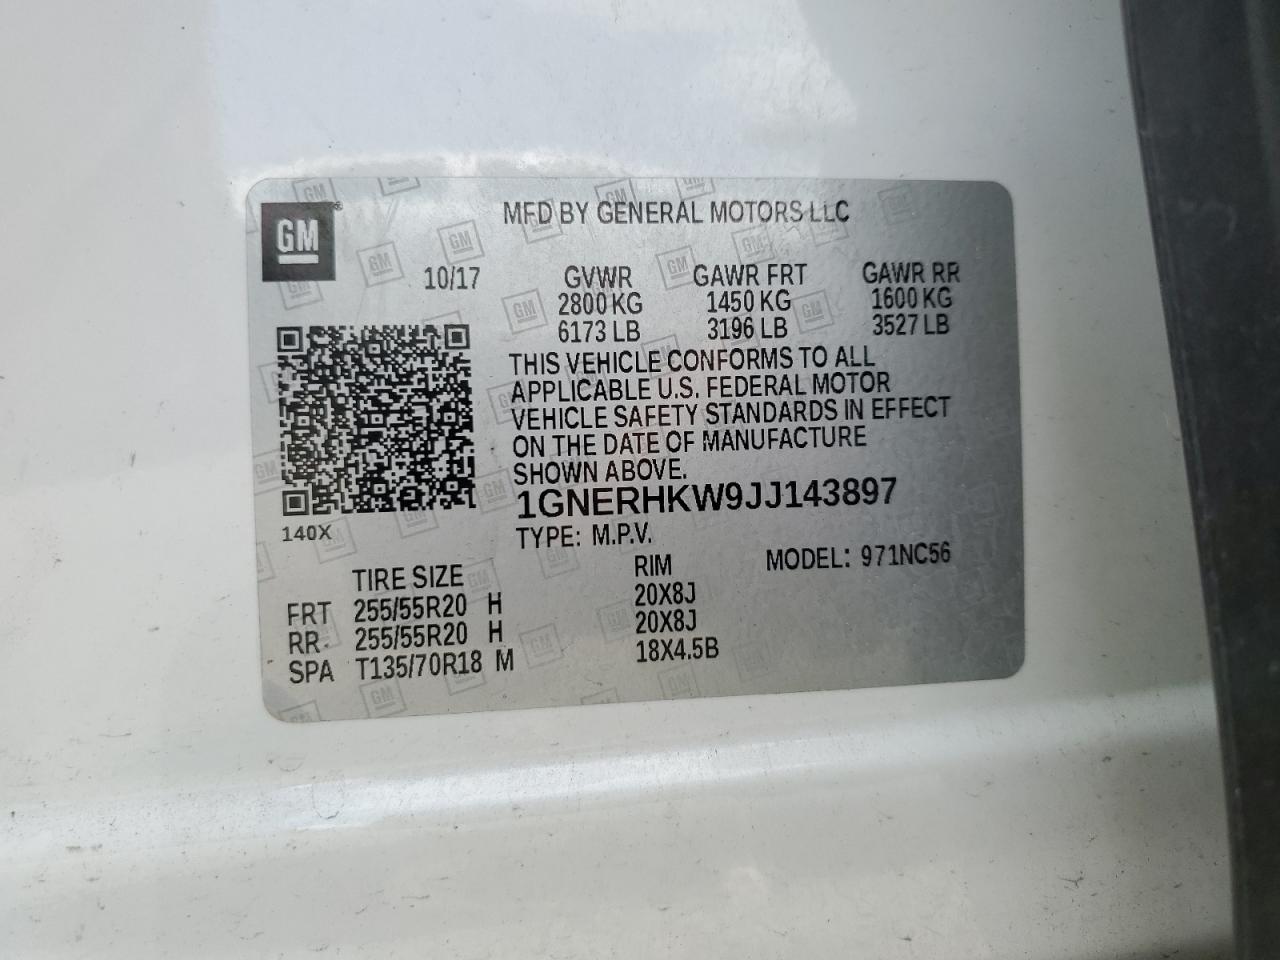 GM
MFD BY GENERAL MOTORS LLC
10/17 GVWR GAWR FRT GAWR RR
2800 KG 1450 KG 1600 KG
6173 LB 3196 LB 3527 LB
THIS VEHICLE CONFORMS TO ALL
APPLICABLE U.S. FEDERAL MOTOR
VEHICLE SAFETY STANDARDS IN EFFECT
ON THE DATE OF MANUFACTURE
SHOWN ABOVE.
1GNERHKW9JJ143897
140X
TYPE: M.P.V.
MODEL: 971NC56
TIRE SIZE RIM
FRT 255/55R20 H 20X8J
RR 255/55R20 H 20X8J
SPA T135/70R18 M 18X4.5B